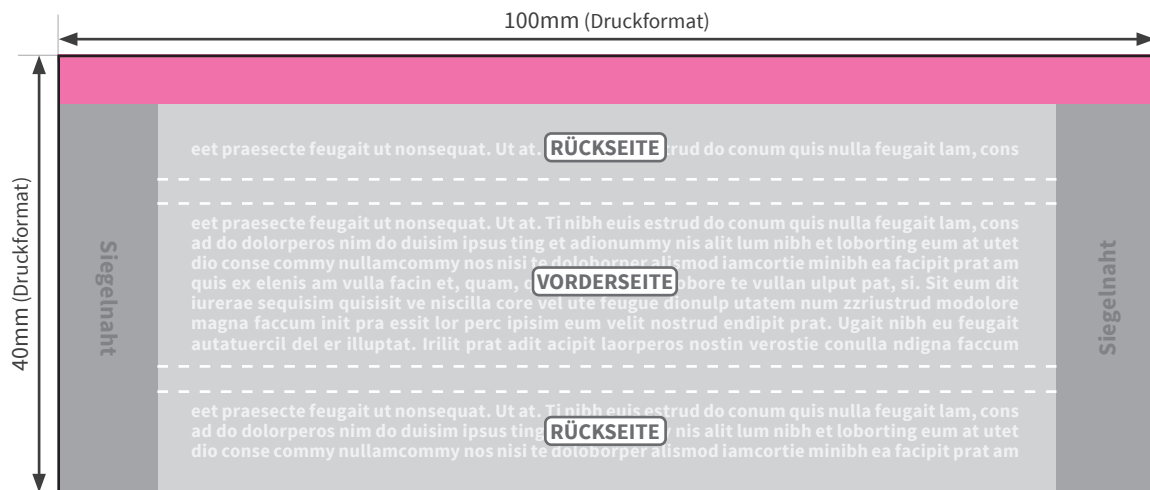 100mm (Druckformat)
40mm (Druckformat)
eet praesecte feugait ut nonsequat. Ut at. RÜCKSEITE trud do conum quis nulla feugait lam, cons
eet praesecte feugait ut nonsequat. Ut at. Ti nibh euis estrud do conum quis nulla feugait lam, cons
ad do dolorperos nim do duisim ipsus ting et adionummy nis alit lum nibh et loborting eum at utet
dio conse commy nullamcommy nos nisi te doloborper alismod iamcortie minibh ea facipit prat am
quis ex elenis am vulla facin et, quam, VORDERSEITE obore te vullan ulput pat, si. Sit eum dit
iurerae sequisim quisisit ve niscilla core vel ute feugue donulp utatem num zzriustrud modolore
magna faccum init pra essit lor perc ipisim eum velit nostrud endipit prat. Ugait nibh eu feugait
autatuercil del er illuptat. Irilit prat adit acipit laorperos nostin verostie conulla ndigna faccum
Siegelnaht
Siegelnaht
eet praesecte feugait ut nonsequat. Ut at. Ti nibh euis estrud do conum quis nulla feugait lam, cons
ad do dolorperos nim do duisim ipsus ting RÜCKSEITE nis alit lum nibh et loborting eum at utet
dio conse commy nullamcommy nos nisi te doloborper alismod iamcortie minibh ea facipit prat am